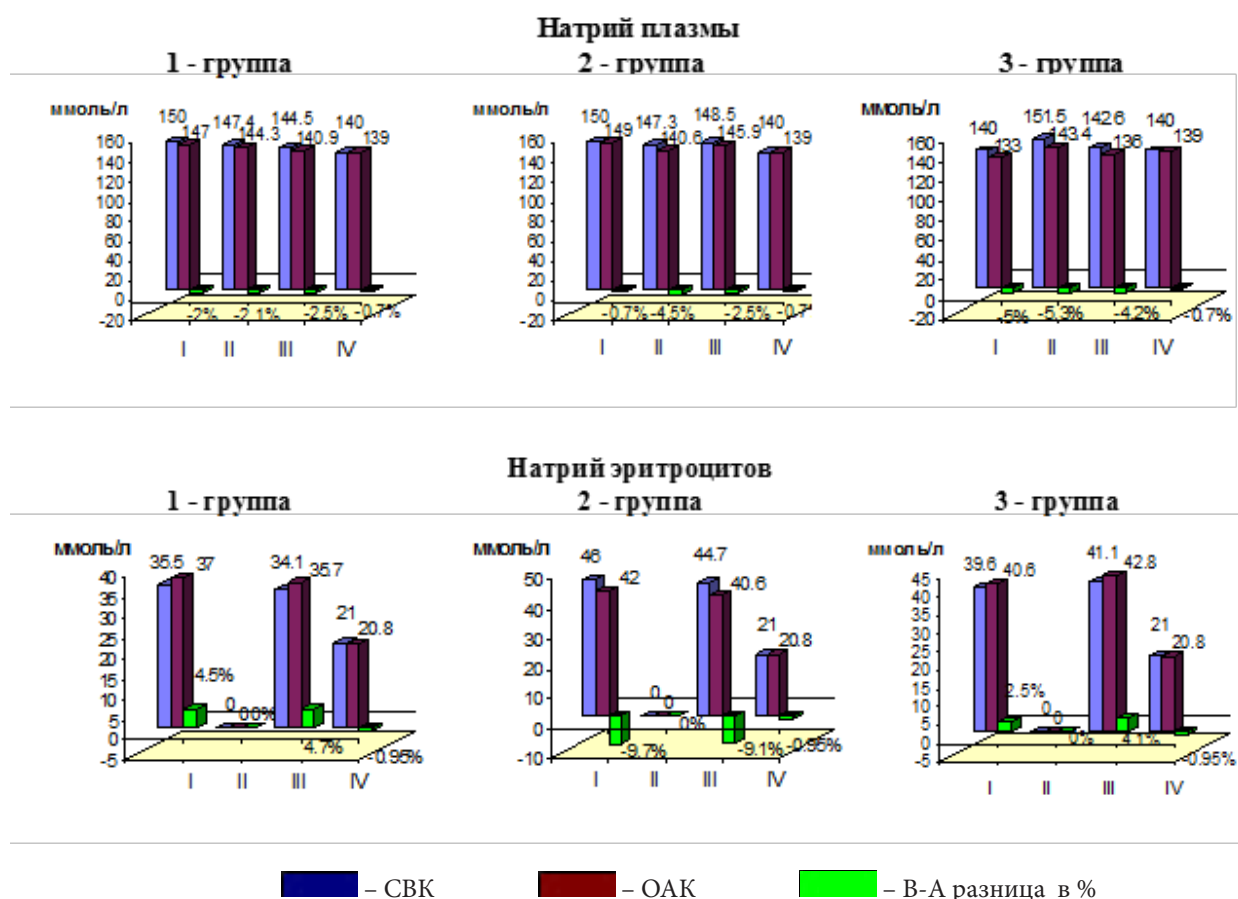 Натрий плазмы
1 - группа 2 - группа 3 - группа
ммоль/л 150 147 147.4 144.3 144.5 140.9 140 139
160
140
120
100
80
60
40
20
0
-20
-2% -2.1% -2.5% -0.7%
I II III IV
ммоль/л 150 149 147.3 140.6 148.5 145.9 140 139
160
140
120
100
80
60
40
20
0
-20
-0.7% -4.5% -2.5% -0.7
I II III IV
ммоль/л 140 133 151.5 143.4 142.6 136 140 139
160
140
120
100
80
60
40
20
0
-20
-5% -5.3% -4.2% -0.7%
I II III IV
Натрий эритроцитов
1 - группа 2 - группа 3 - группа
ммоль/л 35.5 37 0 0 34.1 35.7 21 20.8
40
35
30
25
20
15
10
5
0
-5
4.5% 0% 4.7% -0.95%
I II III IV
ммоль/л 46 42 0 0 44.7 40.6 21 20.8
50
40
30
20
10
0
-10
-9.7% 0% -9.1% -0.95%
I II III IV
ммоль/л 39.6 40.6 0 0 41.1 42.8 21 20.8
45
40
35
30
25
20
15
10
5
0
-5
2.5% 0% 4.1% -0.95%
I II III IV
– СВК – ОАК – В-А разница в %